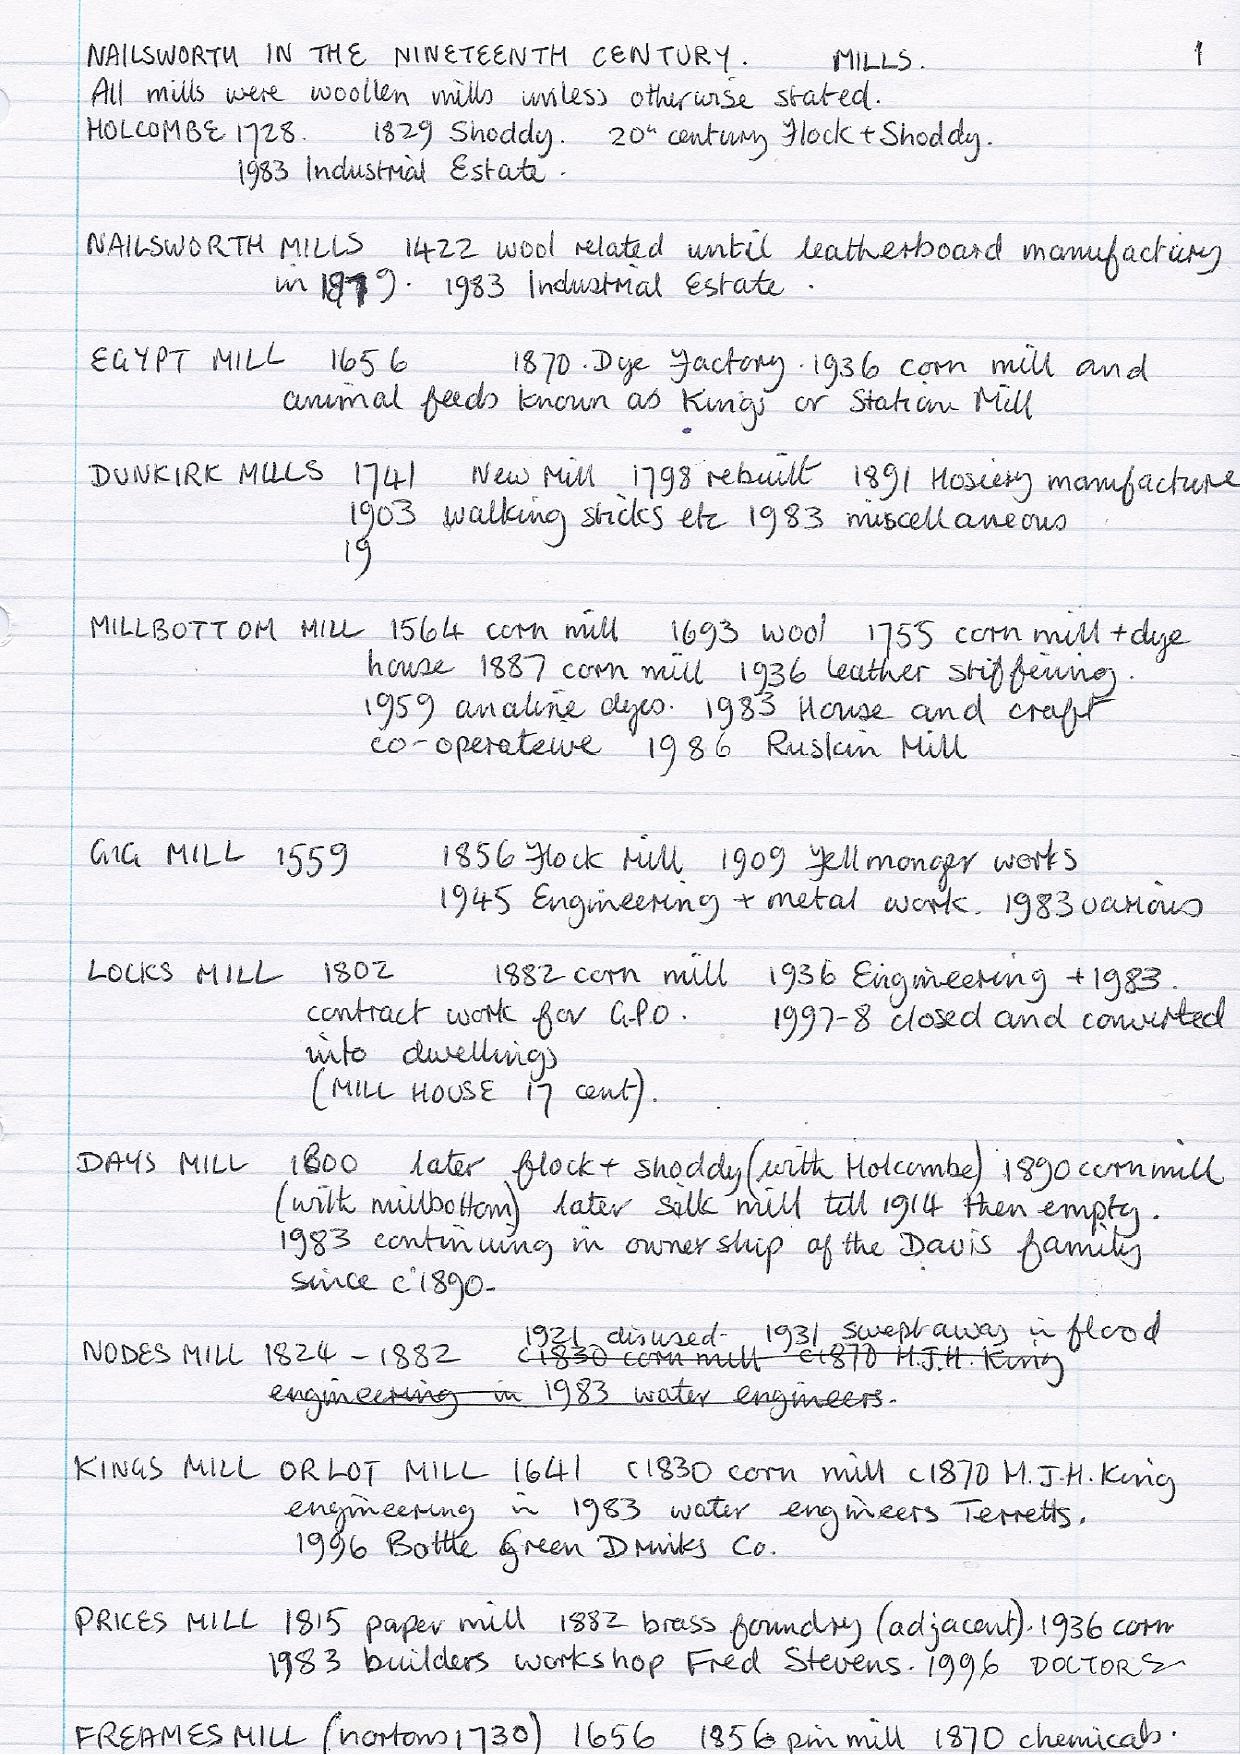 NAILSWORTH IN THE NINETEENTH CENTURY. MILLS. 1
All mills were woollen mills unless otherwise stated.
HOLCOMBE 1728. 1829 Shoddy. 20th century Flock + Shoddy.
1983 Industrial Estate.
NAILSWORTH MILLS 1422 wool related until leatherboard manufactury
in 1879. 1983 Industrial Estate.
EGYPT MILL 1656 1870. Dye Factory. 1936 corn mill and
animal feeds known as Kings or Station Mill
DUNKIRK MILLS 1741 New Mill 1798 rebuilt 1891 Hosiery manufacture
1903 walking sticks etc 1983 miscellaneous
19
MILLBOTTOM MILL 1564 corn mill 1693 wool 1755 corn mill + dye
house 1887 corn mill 1936 leather stiffening.
1959 analine dyes. 1983 House and craft
co-operative 1986 Ruskin Mill
GIG MILL 1559 1856 Flock Mill 1909 Fellmonger works
1945 Engineering + metal work. 1983 various
LOCKS MILL 1802 1882 corn mill 1936 Engineering + 1983.
contract work for G.P.O. 1997-8 closed and converted
into dwellings
(MILL HOUSE 17 cent).
DAYS MILL 1800 later flock + shoddy (with Holcombe) 1890 corn mill
(with millbottom) later silk mill till 1914 then empty.
1983 continuing in ownership of the Davis family
since c1890-
1921 disused- 1931 swept away in flood
NODES MILL 1824 - 1882 c1830 corn mill c1870 H.J.H. King
engineering in 1983 water engineers.
KINGS MILL OR LOT MILL 1641 c1830 corn mill c1870 H.J.H. King
engineering in 1983 water engineers Terretts.
1996 Bottle Green Drinks Co.
PRICES MILL 1815 paper mill 1882 brass foundry (adjacent). 1936 corn
1983 builders workshop Fred Stevens. 1996 DOCTORS
FREAMES MILL (nortons 1730) 1656 1856 pin mill 1870 chemicals.